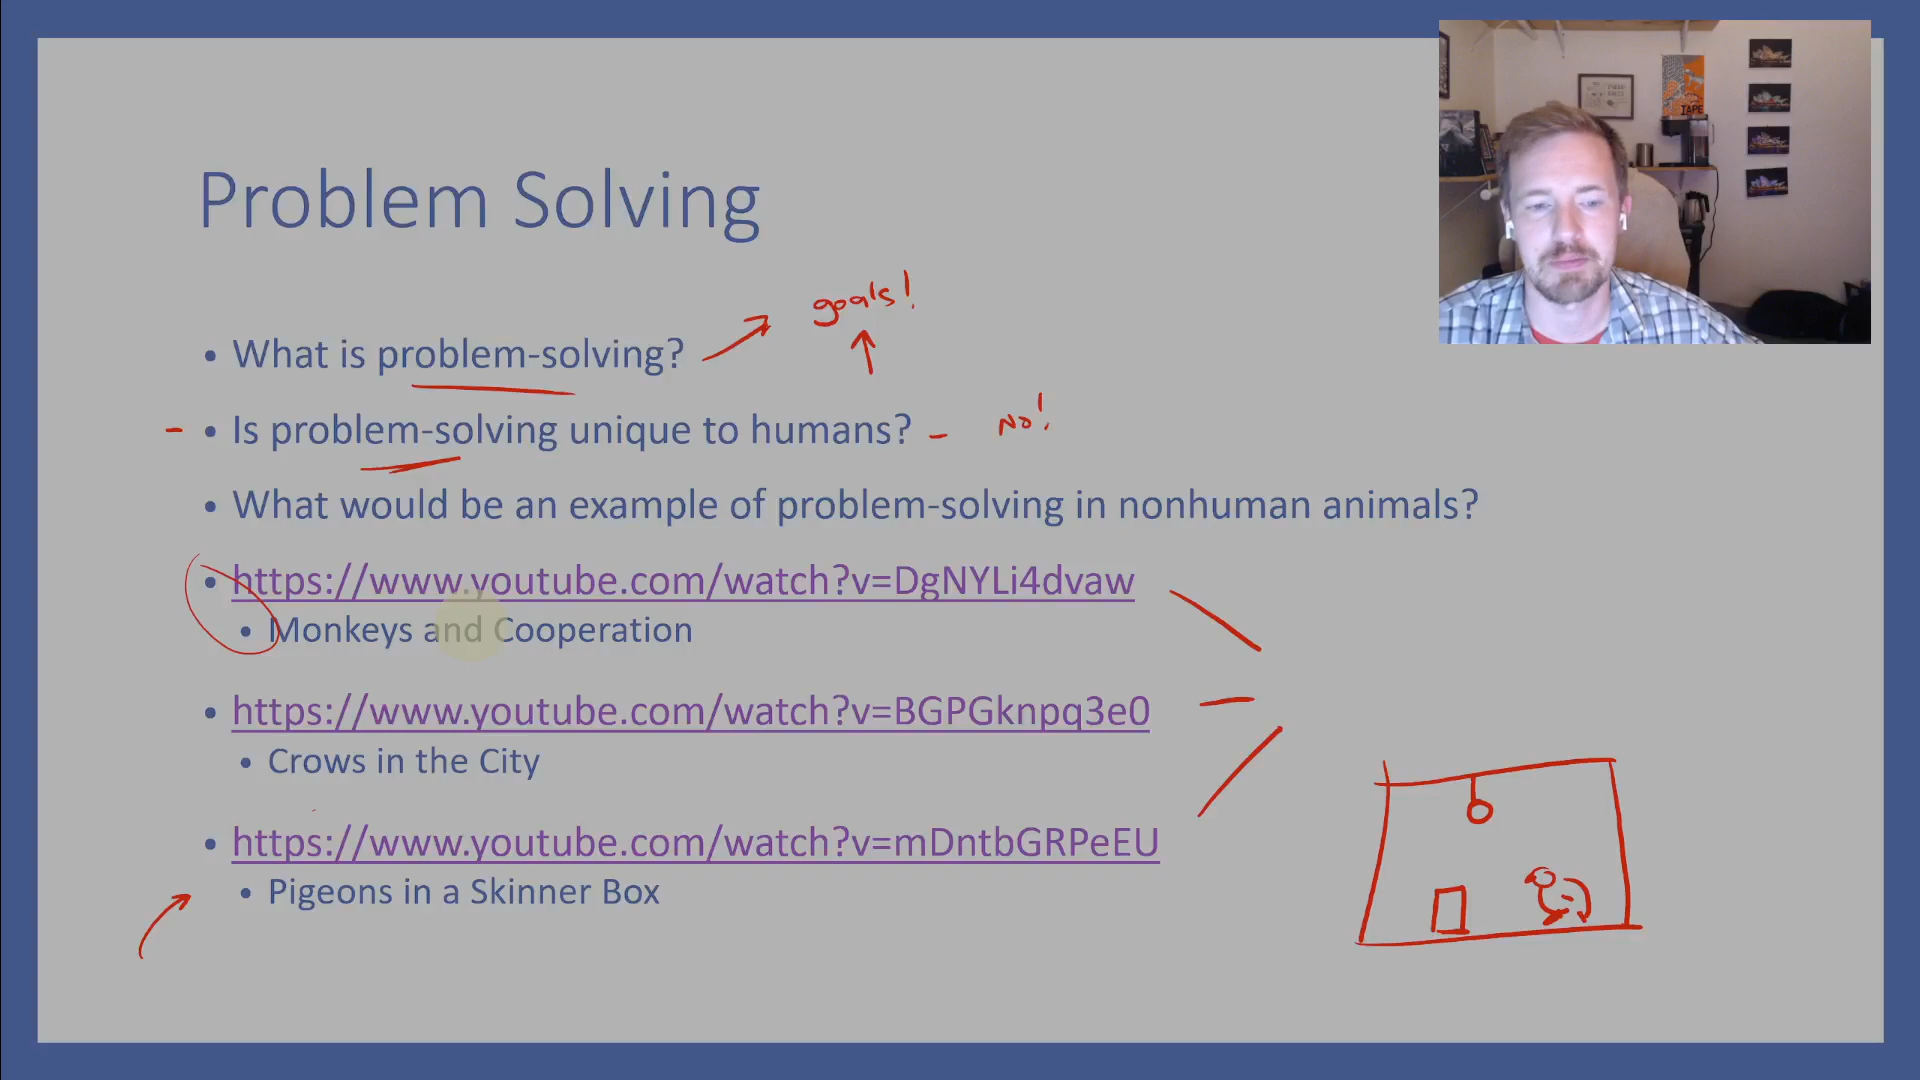 Problem Solving
goals!
• What is problem-solving?
• Is problem-solving unique to humans? - No!
• What would be an example of problem-solving in nonhuman animals?
• https://www.youtube.com/watch?v=DgNYLi4dvaw
• Monkeys and Cooperation
• https://www.youtube.com/watch?v=BGPGknpq3e0
• Crows in the City
• https://www.youtube.com/watch?v=mDntbGRPeEU
• Pigeons in a Skinner Box
TAPE